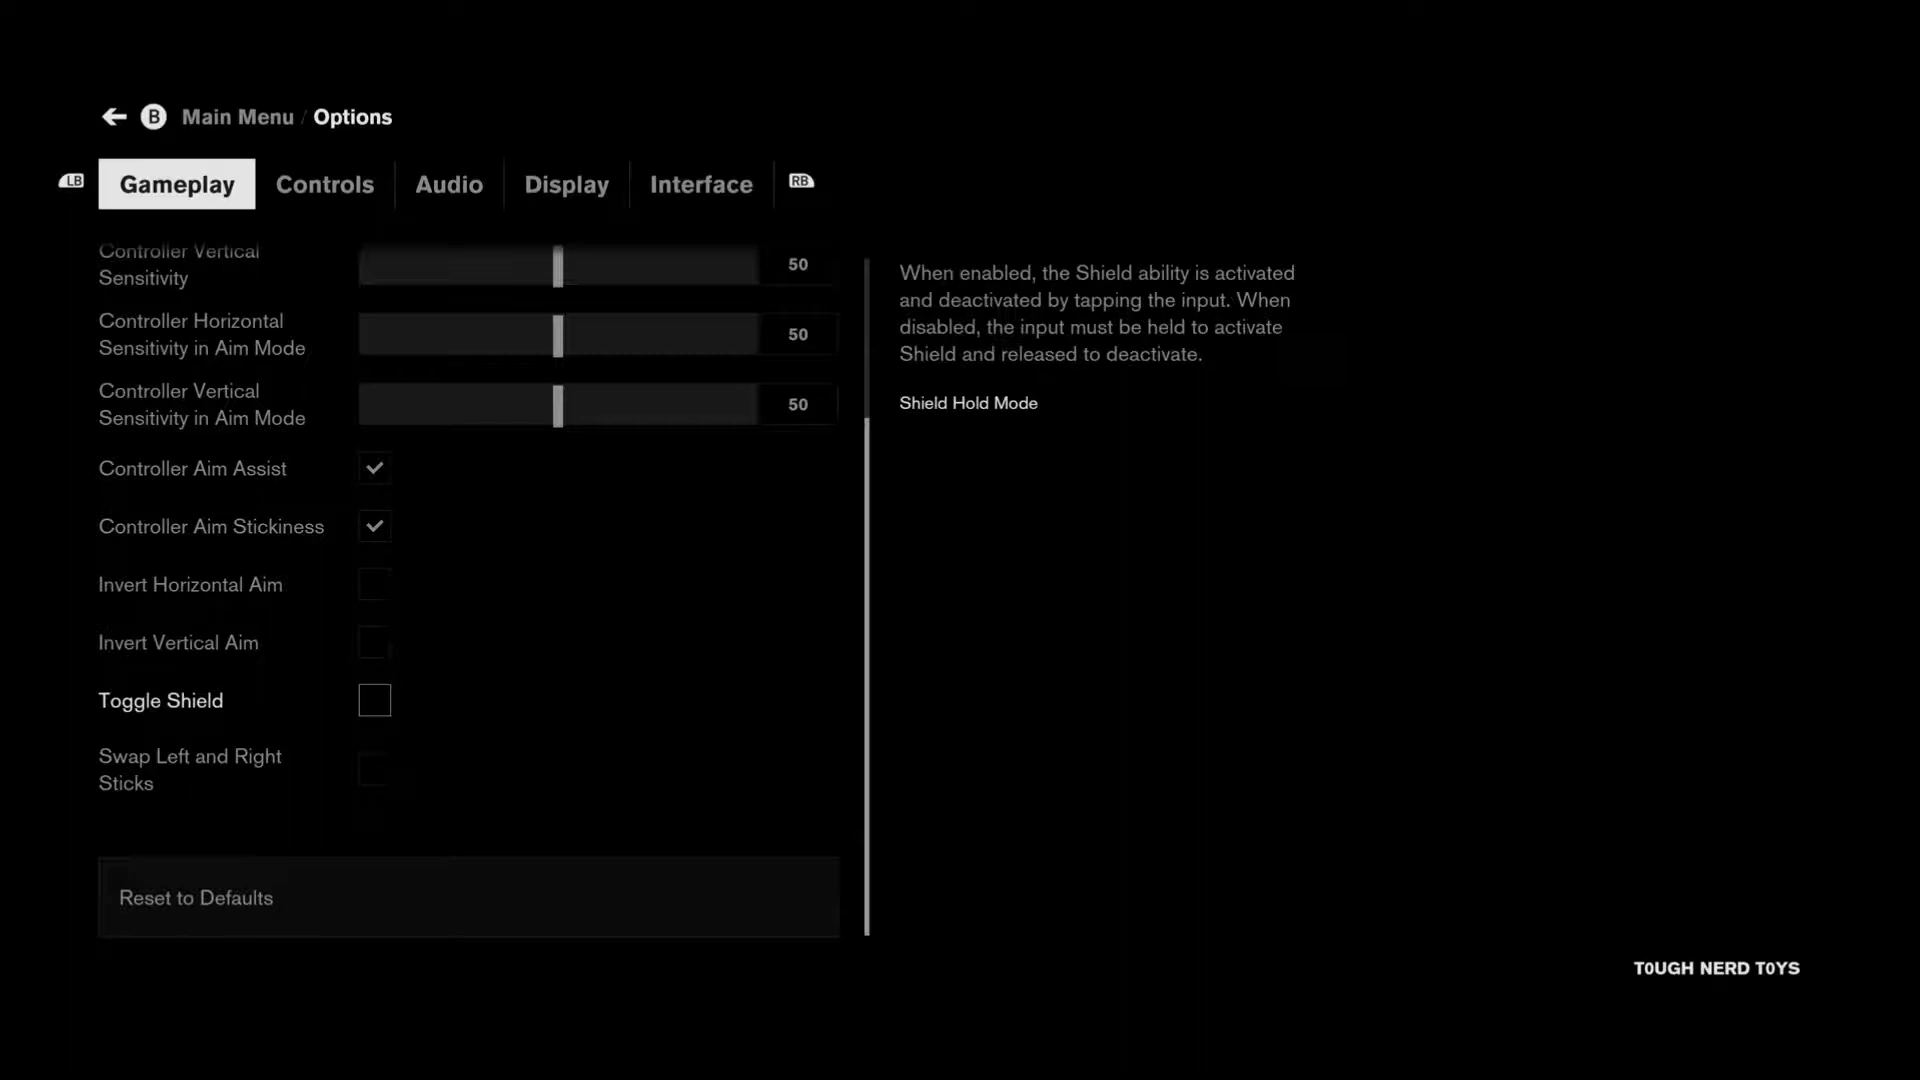 B Main Menu / Options
LB Gameplay Controls Audio Display Interface RB
Controller Vertical
Sensitivity
50
Controller Horizontal
Sensitivity in Aim Mode
50
Controller Vertical
Sensitivity in Aim Mode
50
Controller Aim Assist
Controller Aim Stickiness
Invert Horizontal Aim
Invert Vertical Aim
Toggle Shield
Swap Left and Right
Sticks
Reset to Defaults
When enabled, the Shield ability is activated
and deactivated by tapping the input. When
disabled, the input must be held to activate
Shield and released to deactivate.
Shield Hold Mode
T0UGH NERD T0YS